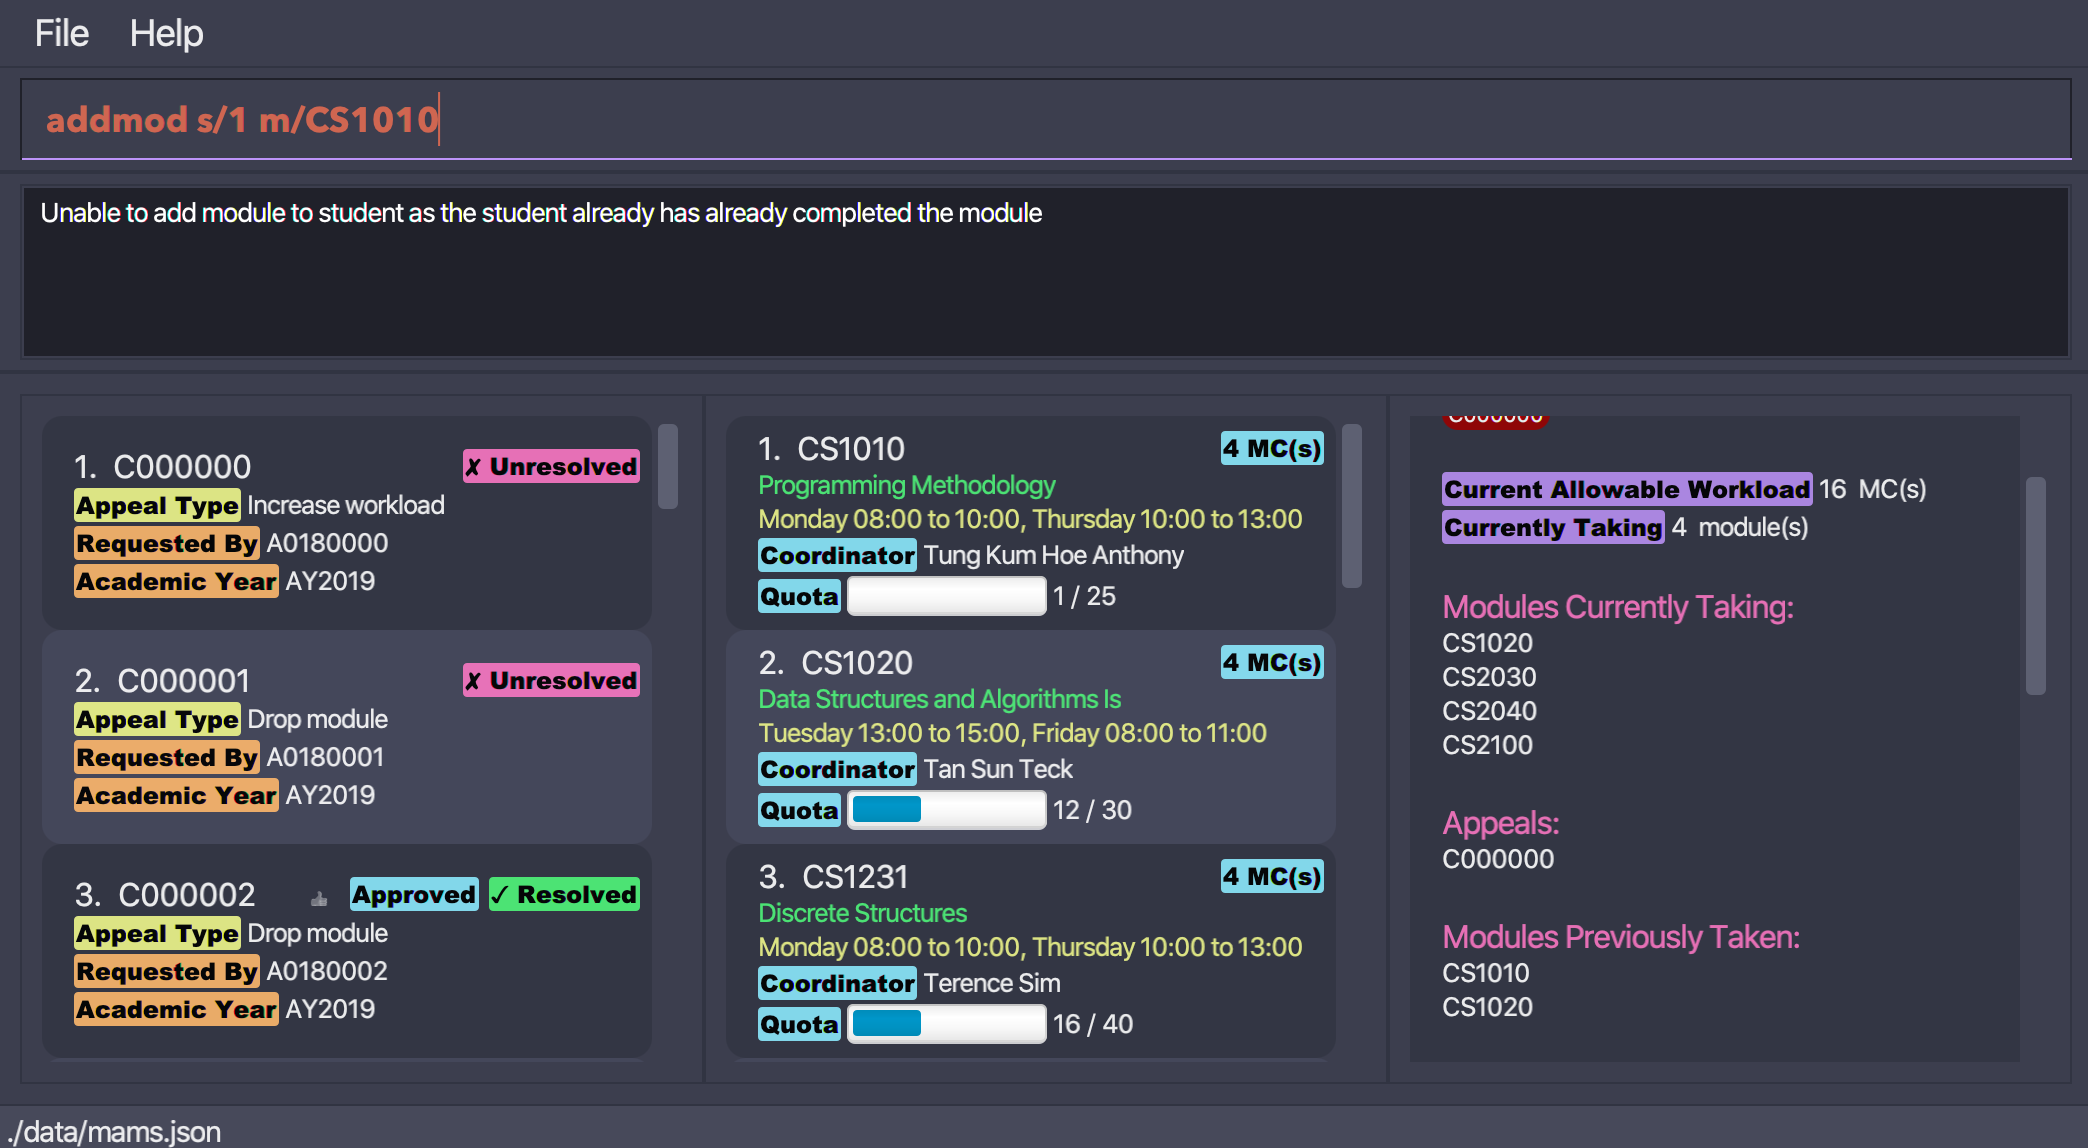 File Help
addmod s/1 m/CS1010
Unable to add module to student as the student already has already completed the module
1. C000000 ✗ Unresolved
Appeal Type Increase workload
Requested By A0180000
Academic Year AY2019
2. C000001 ✗ Unresolved
Appeal Type Drop module
Requested By A0180001
Academic Year AY2019
3. C000002 Approved ✓ Resolved
Appeal Type Drop module
Requested By A0180002
Academic Year AY2019
1. CS1010 4 MC(s)
Programming Methodology
Monday 08:00 to 10:00, Thursday 10:00 to 13:00
Coordinator Tung Kum Hoe Anthony
Quota 1 / 25
2. CS1020 4 MC(s)
Data Structures and Algorithms Is
Tuesday 13:00 to 15:00, Friday 08:00 to 11:00
Coordinator Tan Sun Teck
Quota 12 / 30
3. CS1231 4 MC(s)
Discrete Structures
Monday 08:00 to 10:00, Thursday 10:00 to 13:00
Coordinator Terence Sim
Quota 16 / 40
C000000
Current Allowable Workload 16 MC(s)
Currently Taking 4 module(s)
Modules Currently Taking:
CS1020
CS2030
CS2040
CS2100
Appeals:
C000000
Modules Previously Taken:
CS1010
CS1020
./data/mams.json